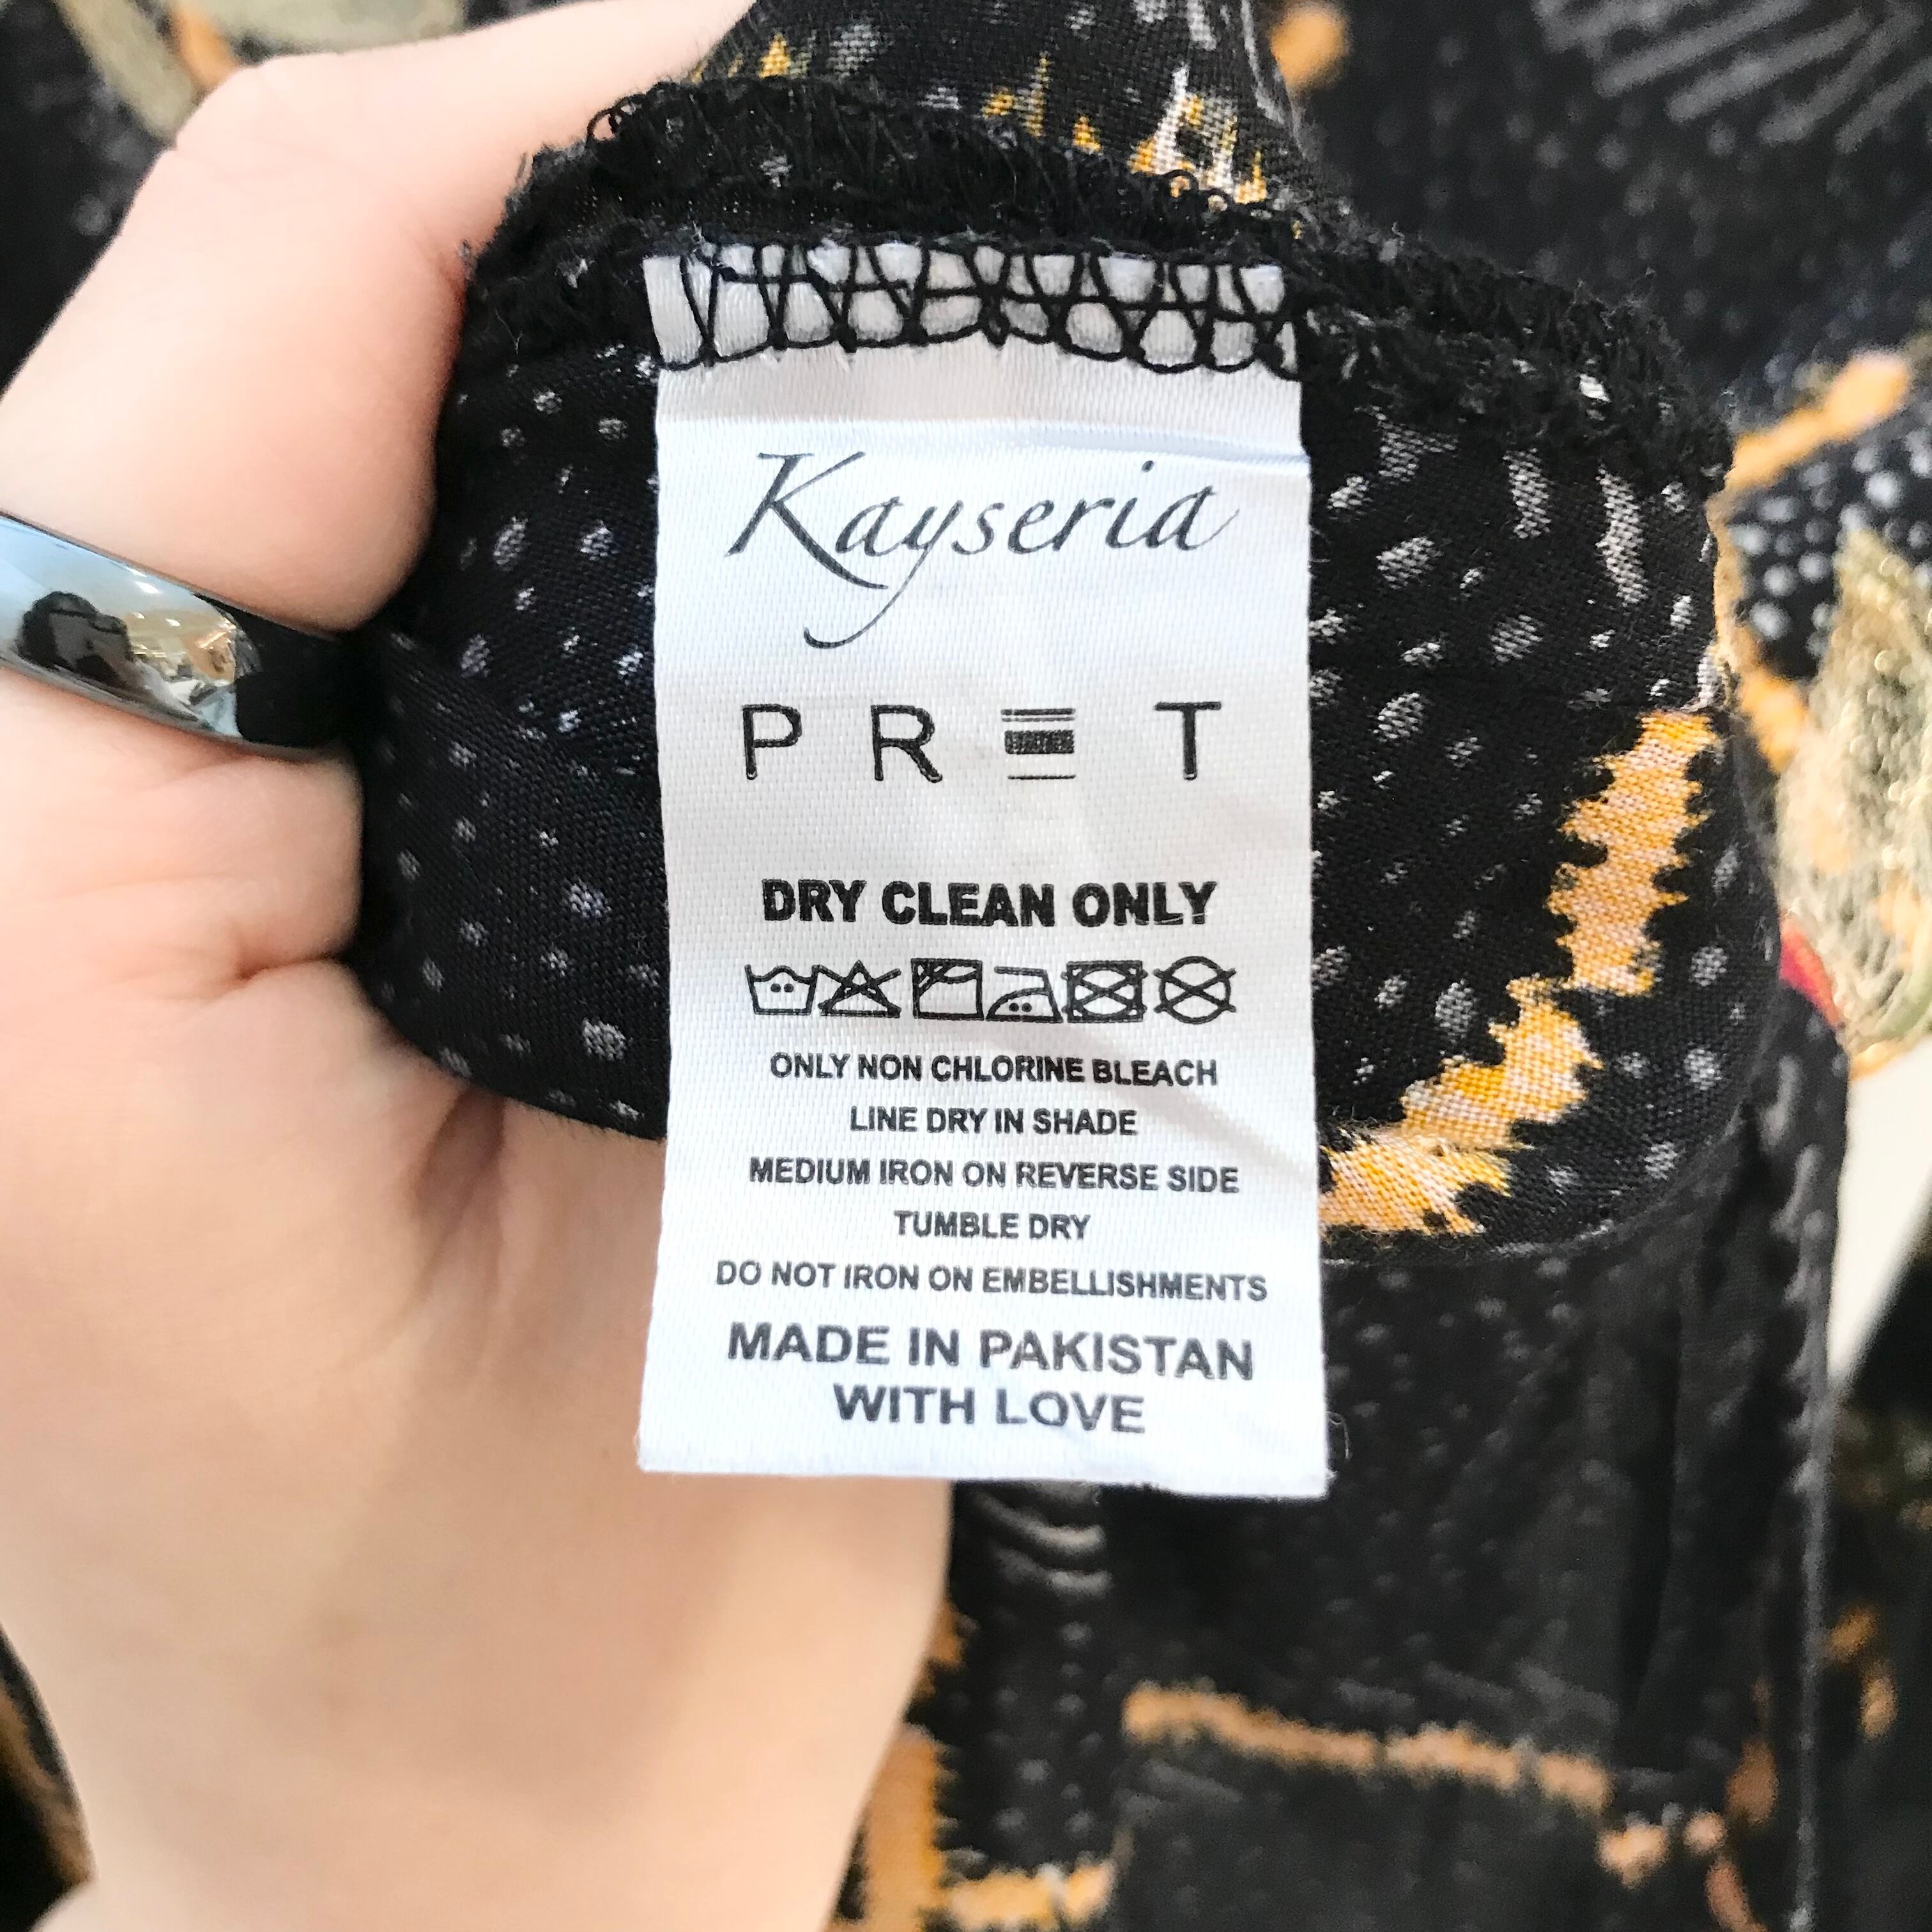 Kayseria
PRET
DRY CLEAN ONLY
ONLY NON CHLORINE BLEACH
LINE DRY IN SHADE
MEDIUM IRON ON REVERSE SIDE
TUMBLE DRY
DO NOT IRON ON EMBELLISHMENTS
MADE IN PAKISTAN
WITH LOVE